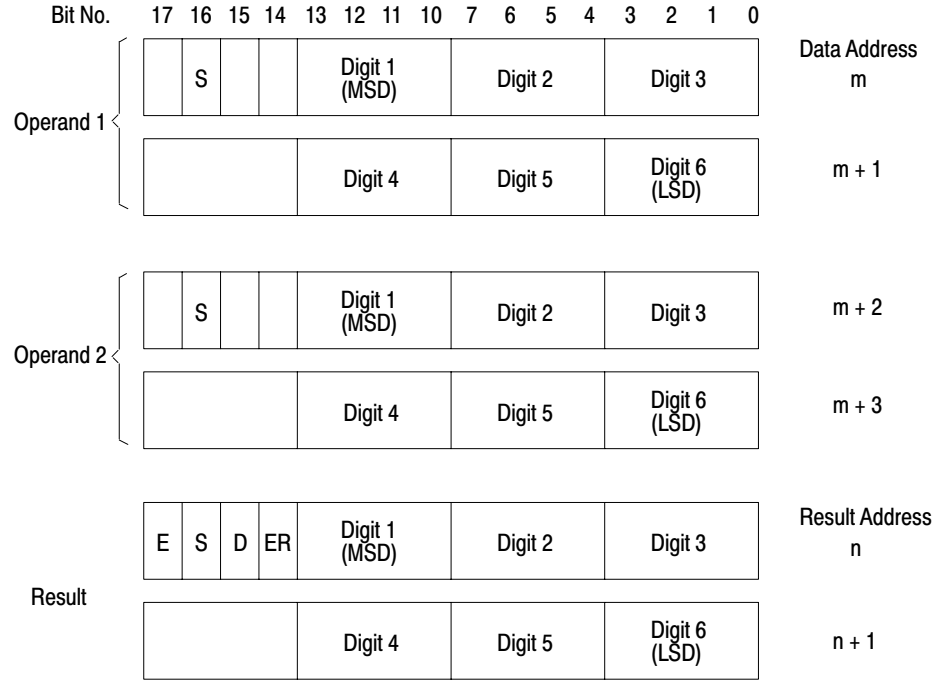 Bit No. 17 16 15 14 13 12 11 10 7 6 5 4 3 2 1 0
Data Address
S Digit 1 Digit 2 Digit 3 m
(MSD)
Operand 1
Digit 4 Digit 5 Digit 6 m + 1
(LSD)
S Digit 1 Digit 2 Digit 3 m + 2
(MSD)
Operand 2
Digit 4 Digit 5 Digit 6 m + 3
(LSD)
Result Address
E S D ER Digit 1 Digit 2 Digit 3 n
(MSD)
Result
Digit 4 Digit 5 Digit 6 n + 1
(LSD)